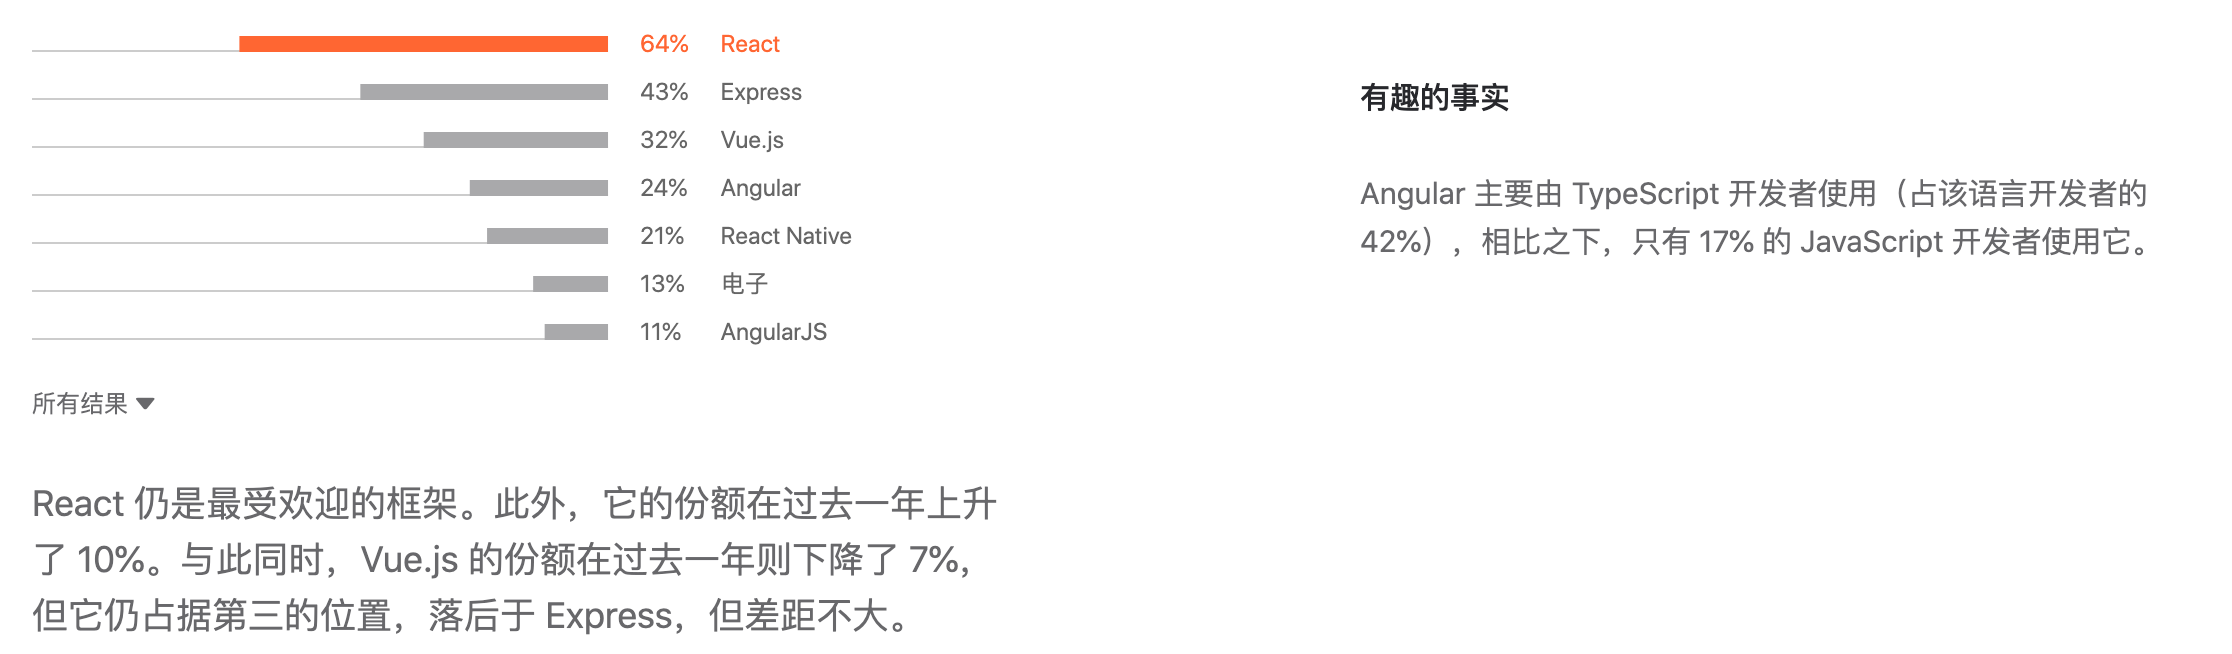 64% React
43% Express
32% Vue.js
24% Angular
21% React Native
13% 电子
11% AngularJS
所有结果
React 仍是最受欢迎的框架。此外，它的份额在过去一年上升
了 10%。与此同时，Vue.js 的份额在过去一年则下降了 7%，
但它仍占据第三的位置，落后于 Express，但差距不大。
有趣的事实
Angular 主要由 TypeScript 开发者使用（占该语言开发者的
42%），相比之下，只有 17% 的 JavaScript 开发者使用它。